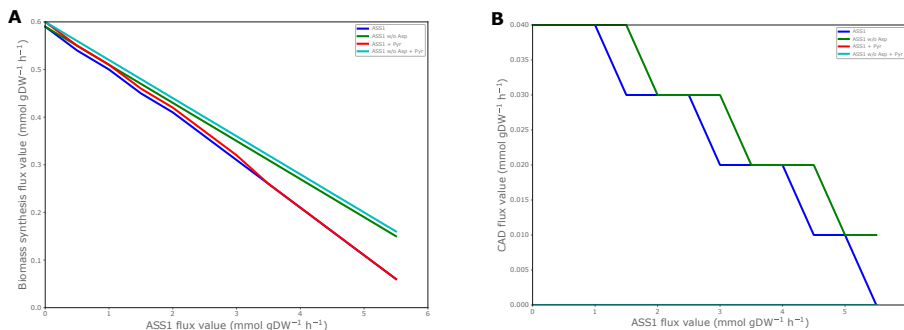 A
0.6
0.5
0.4
0.3
0.2
0.1
0.0
0
1
2
3
4
5
6
Biomass synthesis flux value (mmol gDW⁻¹ h⁻¹)
ASS1 flux value (mmol gDW⁻¹ h⁻¹)
ASS1
ASS1 w/o Asp
ASS1 + Pyr
ASS1 w/o Asp + Pyr
B
0.040
0.035
0.030
0.025
0.020
0.015
0.010
0.005
0.000
0
1
2
3
4
5
CAD flux value (mmol gDW⁻¹ h⁻¹)
ASS1 flux value (mmol gDW⁻¹ h⁻¹)
ASS1
ASS1 w/o Asp
ASS1 + Pyr
ASS1 w/o Asp + Pyr